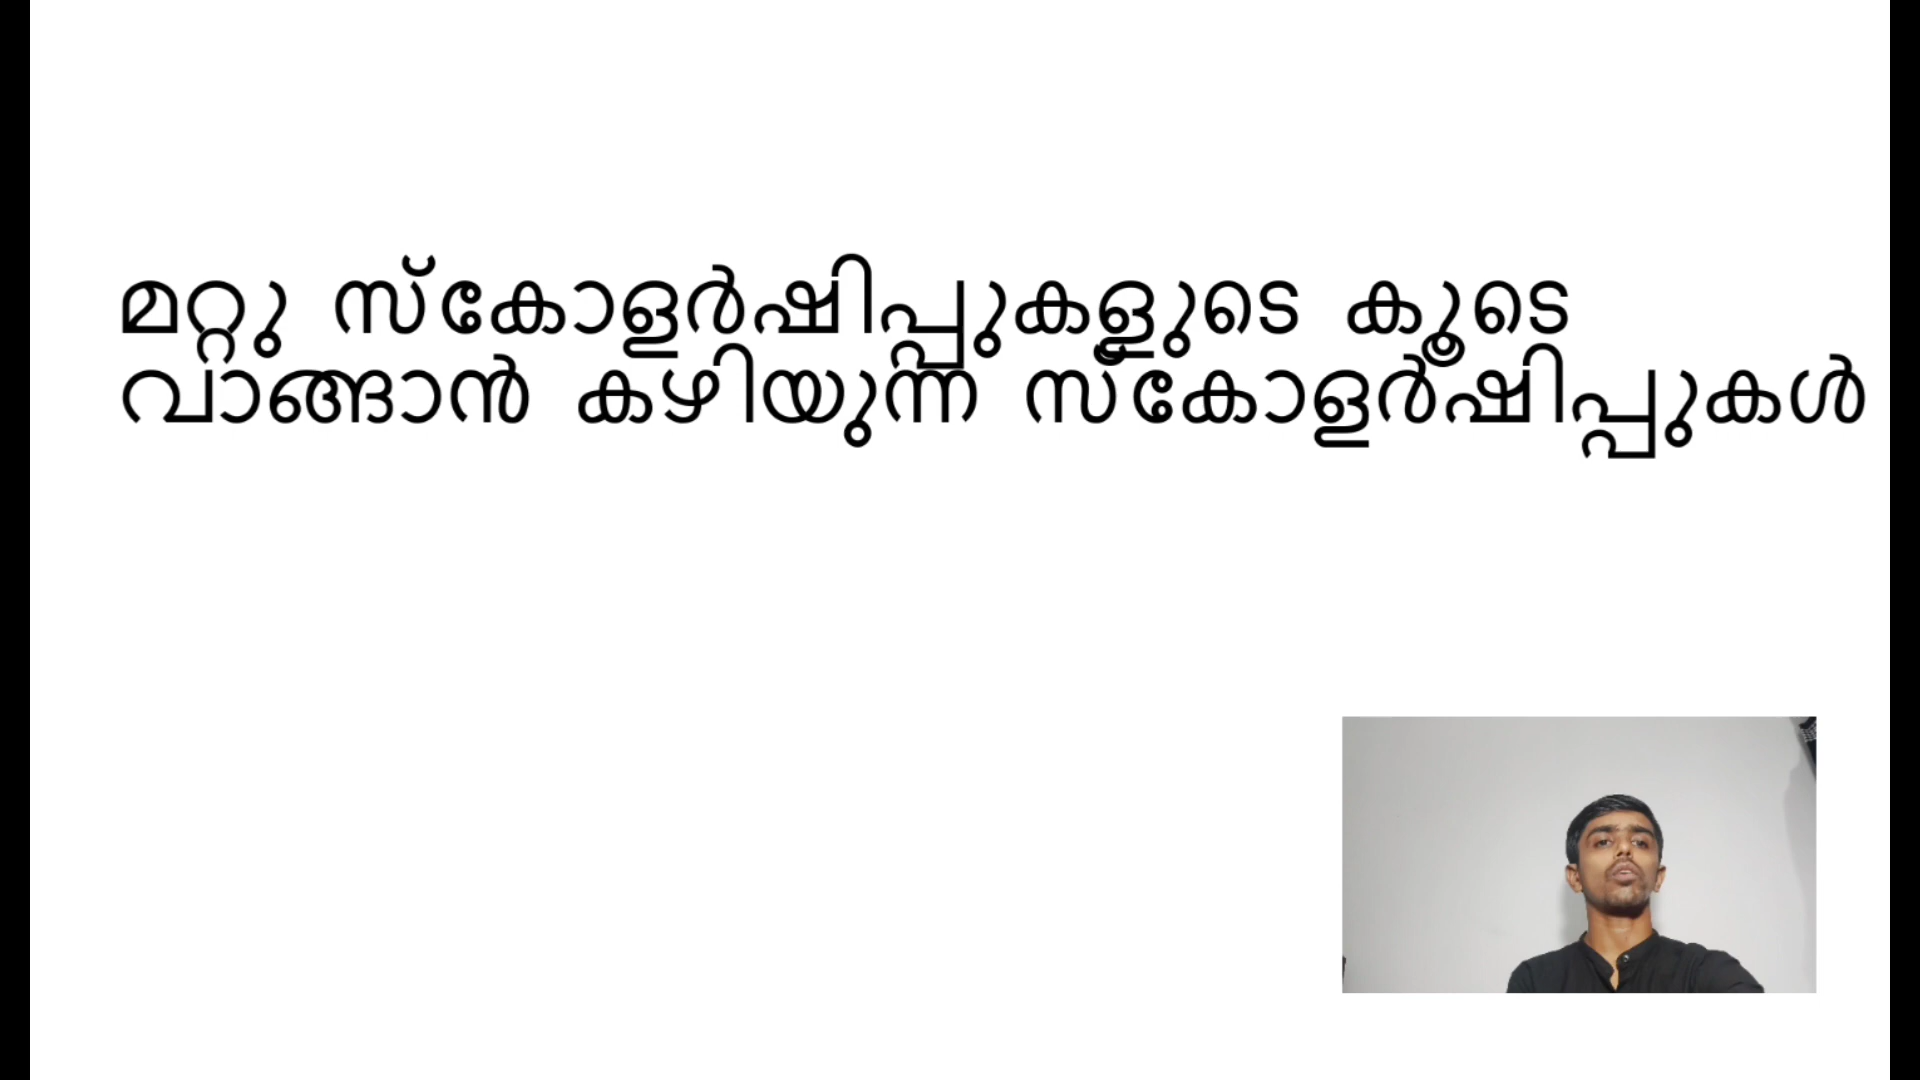 മറ്റു സ്കോളർഷിപ്പുകളുടെ കൂടെ
വാങ്ങാൻ കഴിയുന്ന സ്കോളർഷിപ്പുകൾ